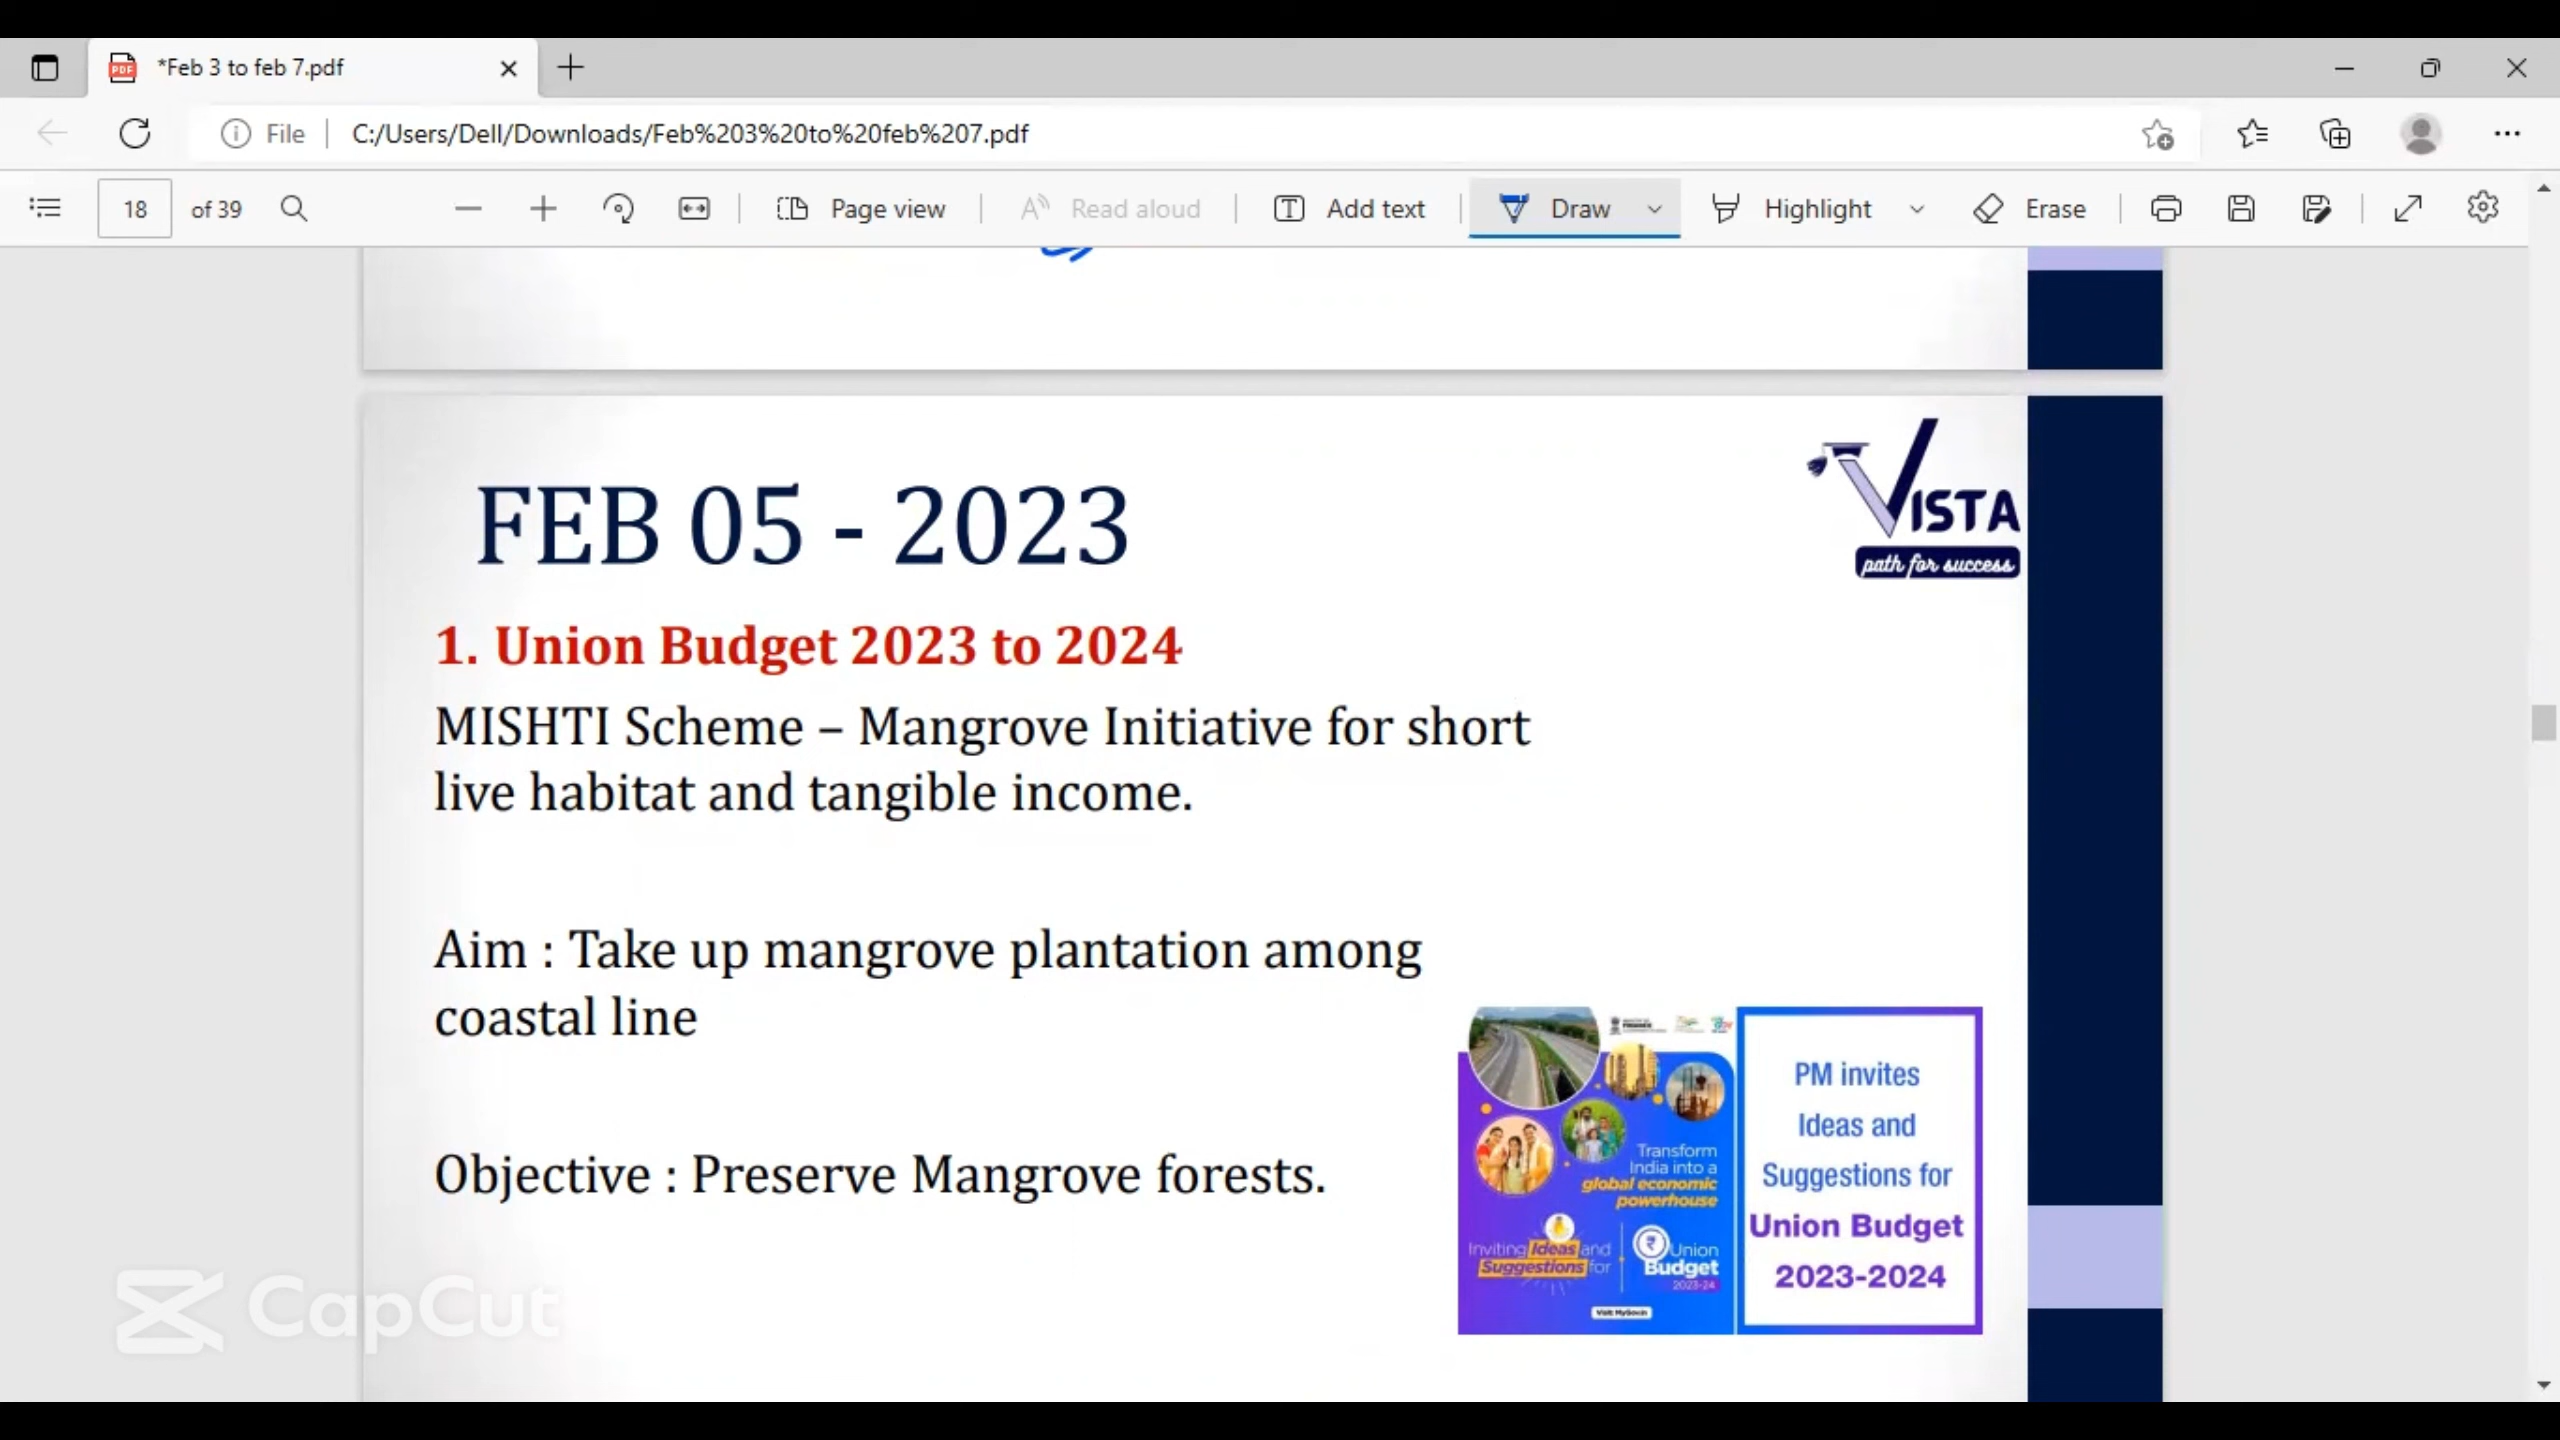 *Feb 3 to feb 7.pdf
File
C:/Users/Dell/Downloads/Feb%203%20to%20feb%207.pdf
18 of 39
Page view
Read aloud
Add text
Draw
Highlight
Erase
FEB 05 - 2023
VISTA
path for success
1. Union Budget 2023 to 2024
MISHTI Scheme – Mangrove Initiative for short
live habitat and tangible income.
Aim : Take up mangrove plantation among
coastal line
Objective : Preserve Mangrove forests.
Transform
India into a
global economic
powerhouse
Inviting Ideas and
Suggestions for
Union
Budget
2023-24
PM invites
Ideas and
Suggestions for
Union Budget
2023-2024
CapCut